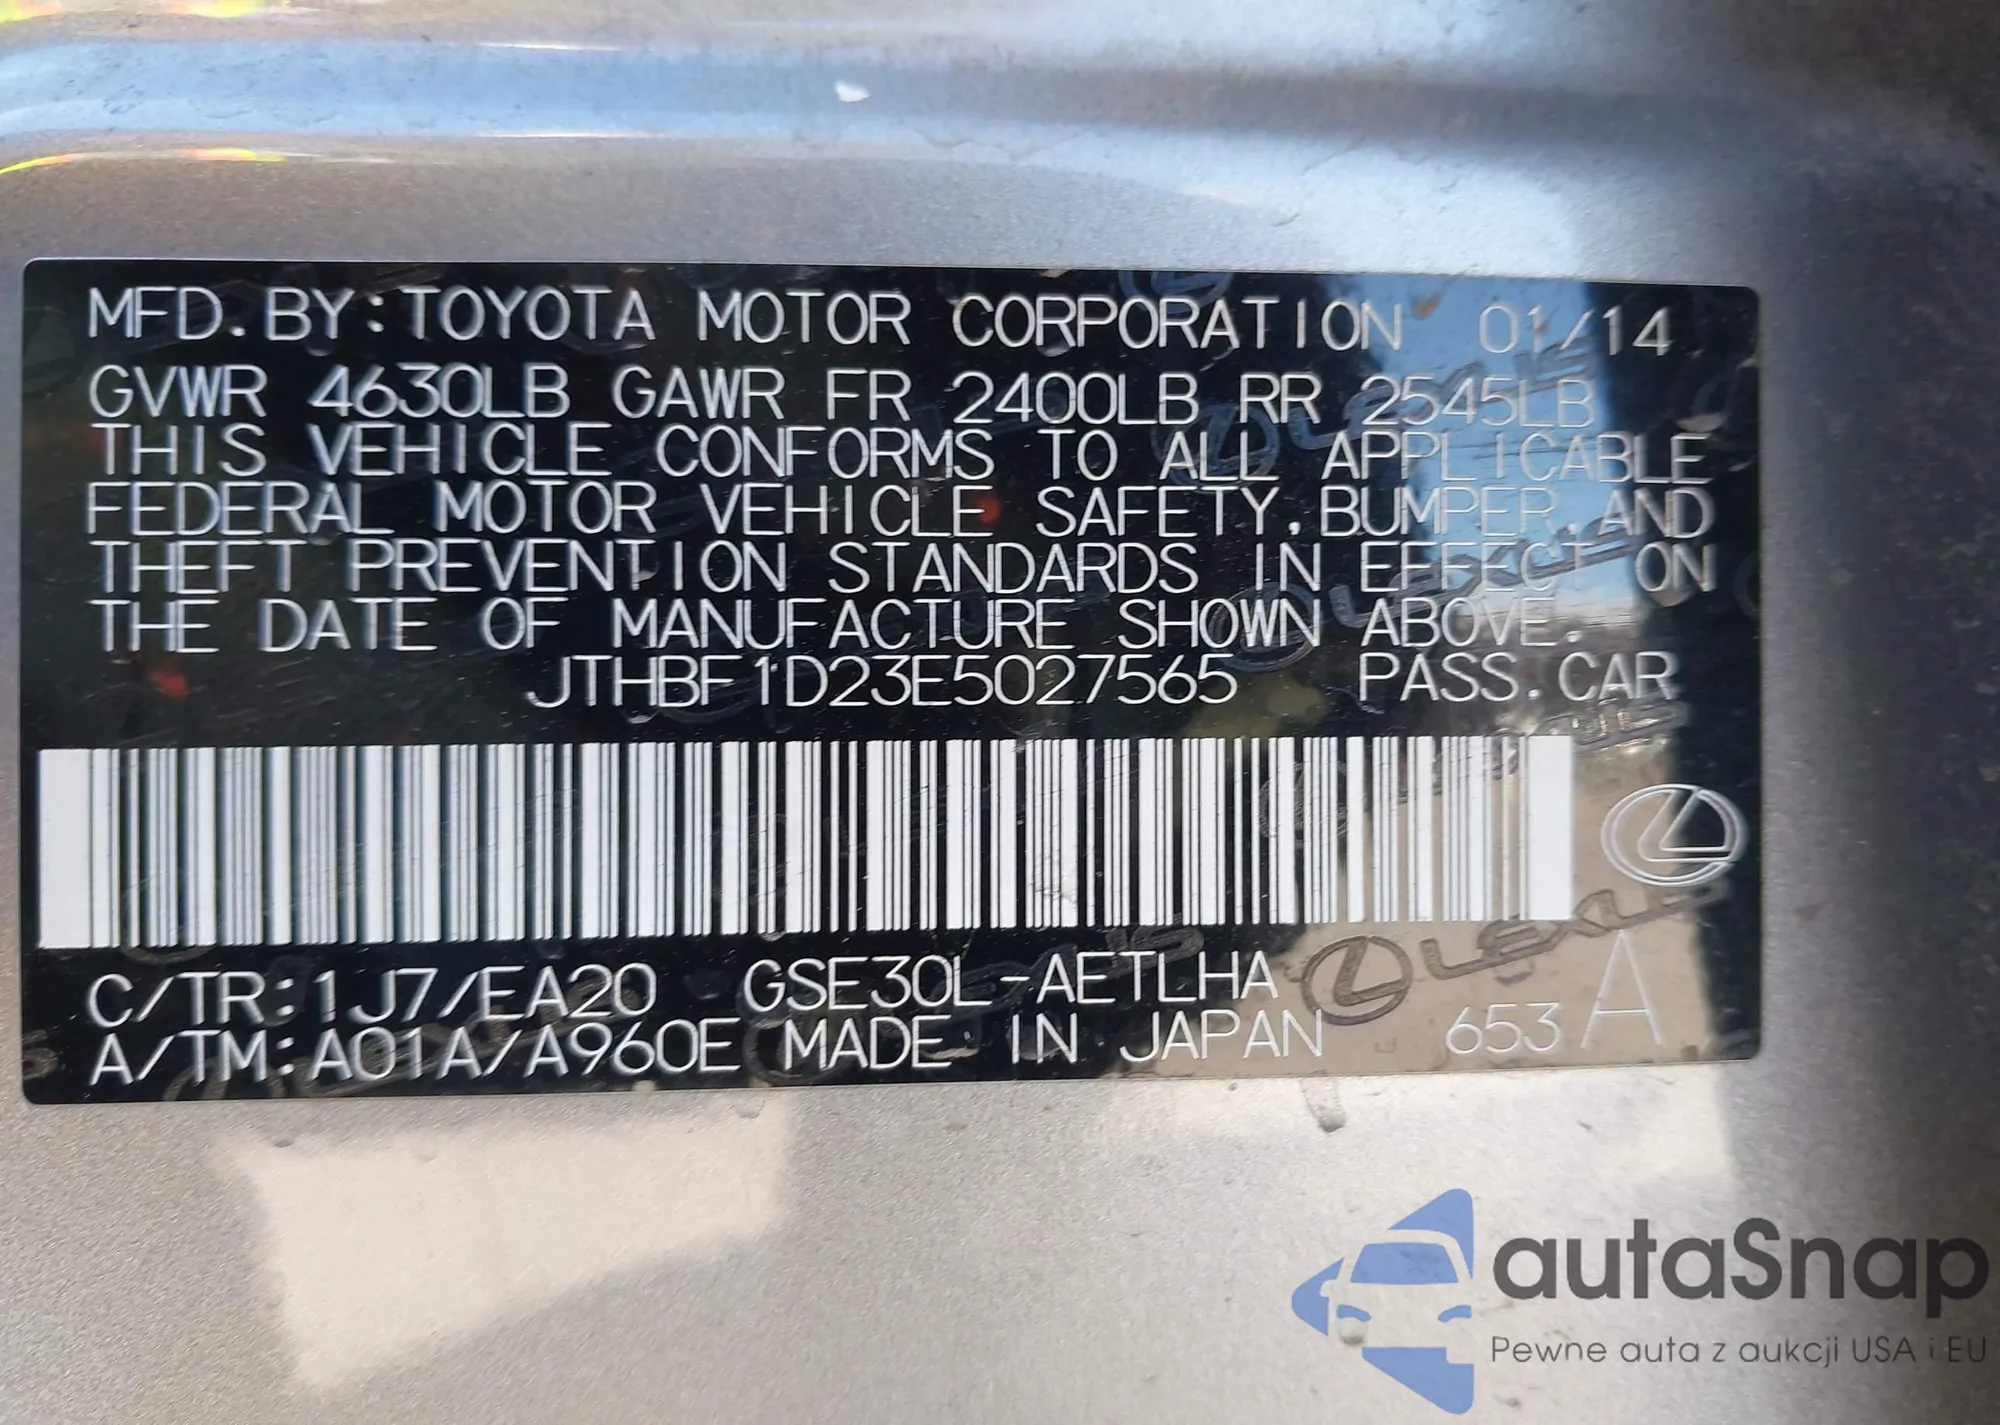 MFD. BY: TOYOTA MOTOR CORPORATION 01/14
GVWR 4630LB GAWR FR 2400LB RR 2545LB
THIS VEHICLE CONFORMS TO ALL APPLICABLE
FEDERAL MOTOR VEHICLE SAFETY, BUMPER, AND
THEFT PREVENTION STANDARDS IN EFFECT ON
THE DATE OF MANUFACTURE SHOWN ABOVE.
JTHBF1D23E5027565 PASS. CAR
C/TR: 1J7/EA20 GSE30L-AETLHA
A/TM: A01A/A960E MADE IN JAPAN 653 A
LEXUS
autaSnap
Pewne auta z aukcji USA i EU